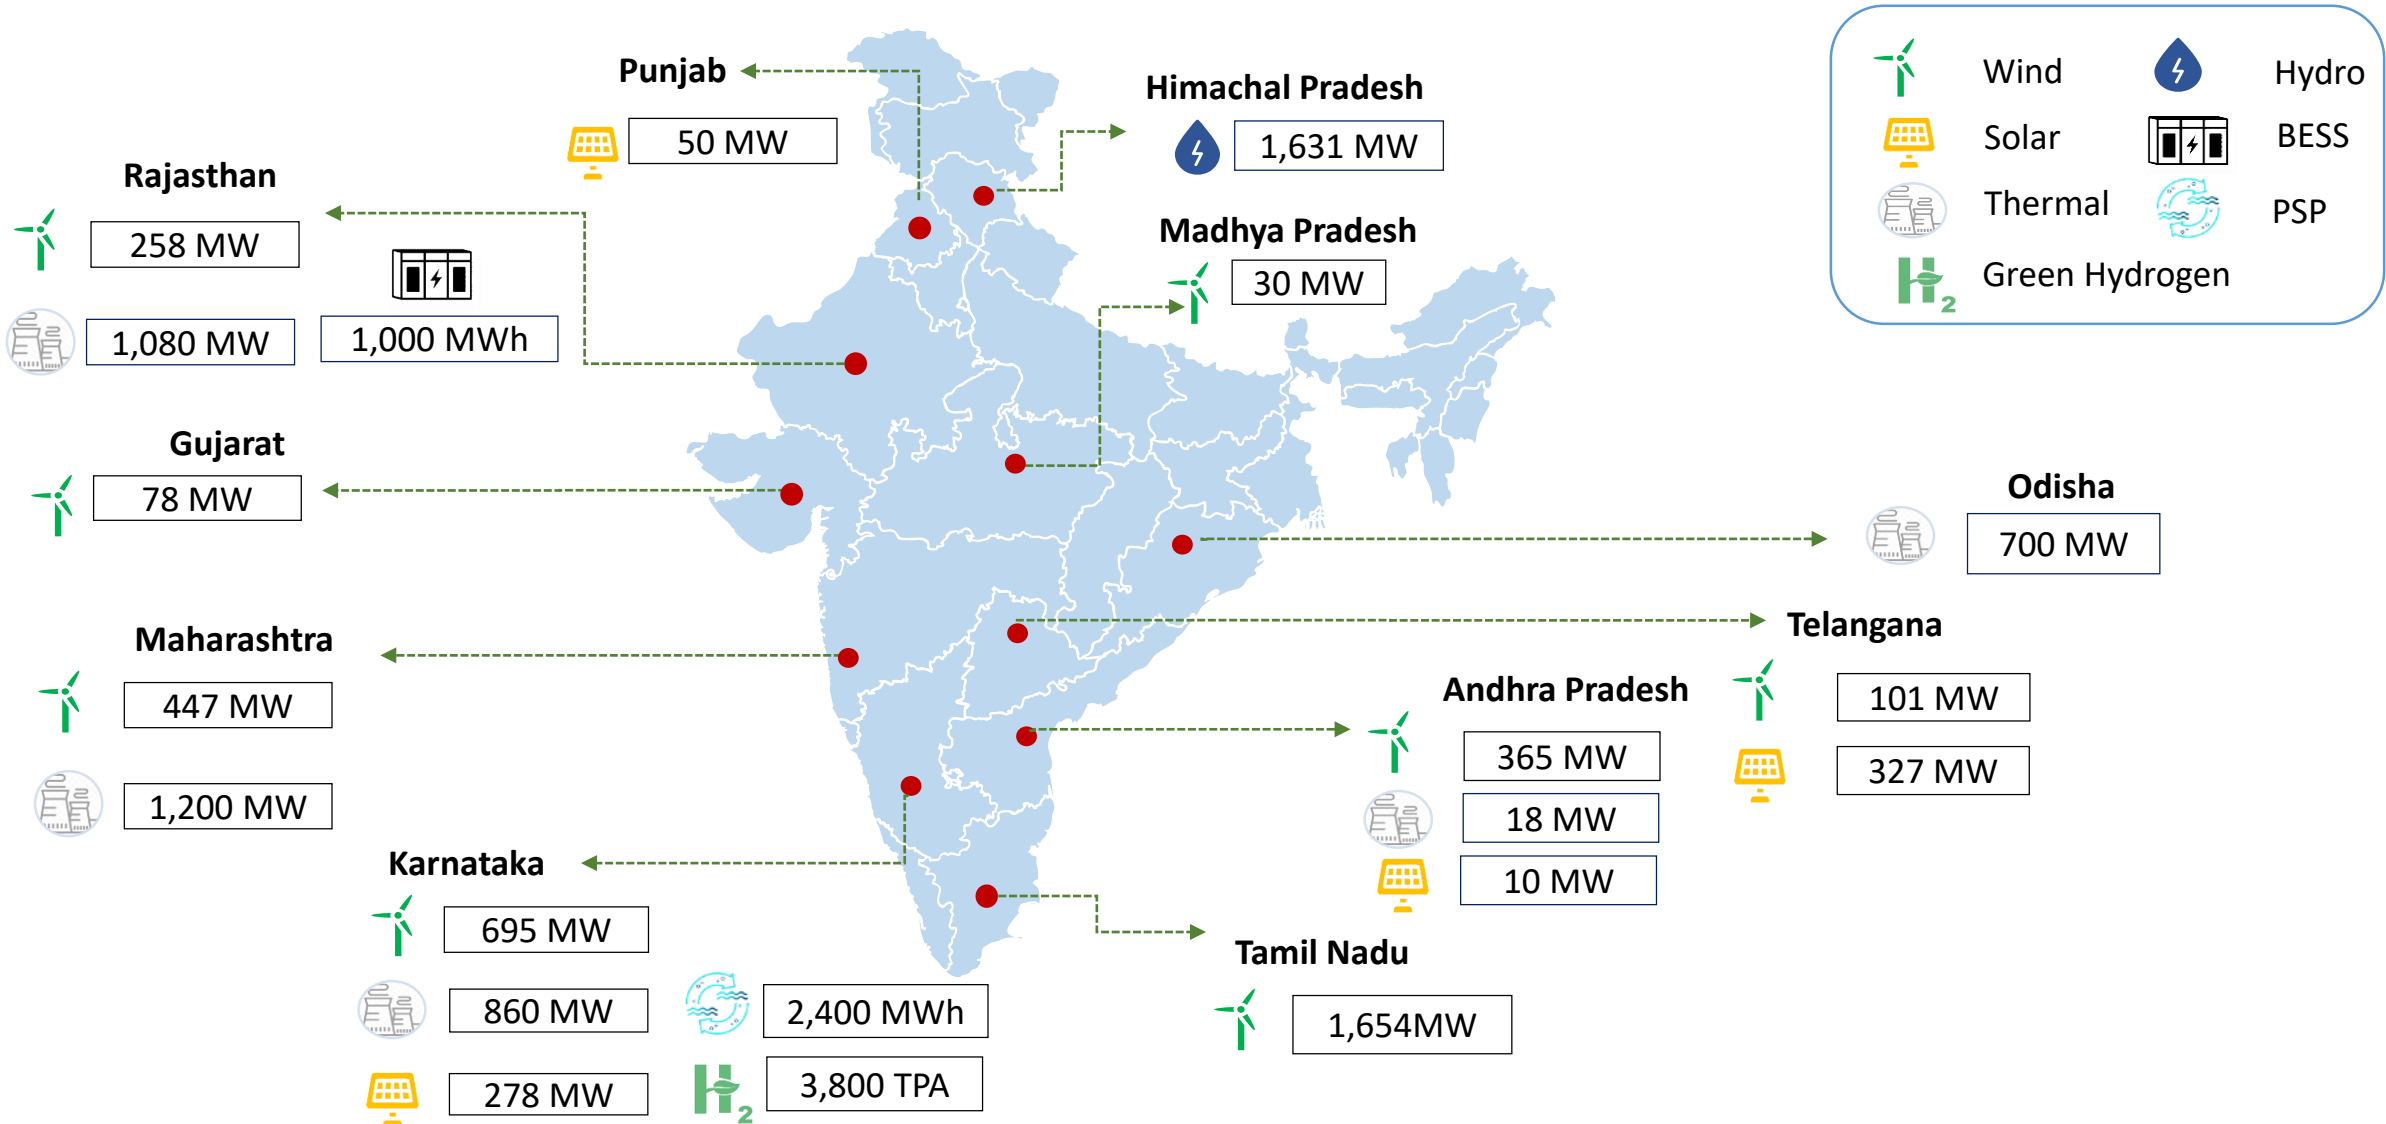 Punjab
50 MW
Himachal Pradesh
1,631 MW
Rajasthan
258 MW
1,080 MW
1,000 MWh
Madhya Pradesh
30 MW
Gujarat
78 MW
Odisha
700 MW
Maharashtra
447 MW
1,200 MW
Telangana
101 MW
327 MW
Andhra Pradesh
365 MW
18 MW
10 MW
Karnataka
695 MW
860 MW
278 MW
2,400 MWh
H2
3,800 TPA
Tamil Nadu
1,654MW
Wind
Hydro
Solar
BESS
Thermal
PSP
H2
Green Hydrogen